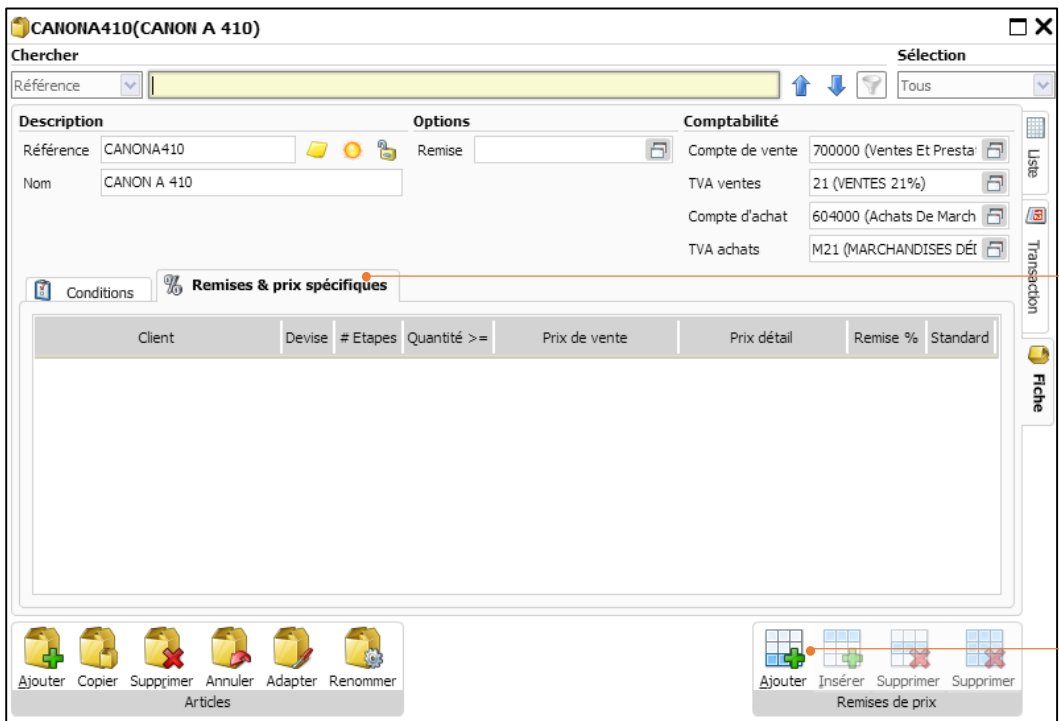 CANONA410(CANON A 410)
Chercher Sélection
Référence Tous
Description Options Comptabilité
Référence CANONA410 Remise Compte de vente 700000 (Ventes Et Presta
Nom CANON A 410 TVA ventes 21 (VENTES 21%)
Compte d'achat 604000 (Achats De March
TVA achats M21 (MARCHANDISES DÉ
Liste
Transaction
Fiche
Conditions Remises & prix spécifiques
Client Devise # Etapes Quantité >= Prix de vente Prix détail Remise % Standard
Ajouter Copier Supprimer Annuler Adapter Renommer Ajouter Insérer Supprimer Supprimer
Articles Remises de prix